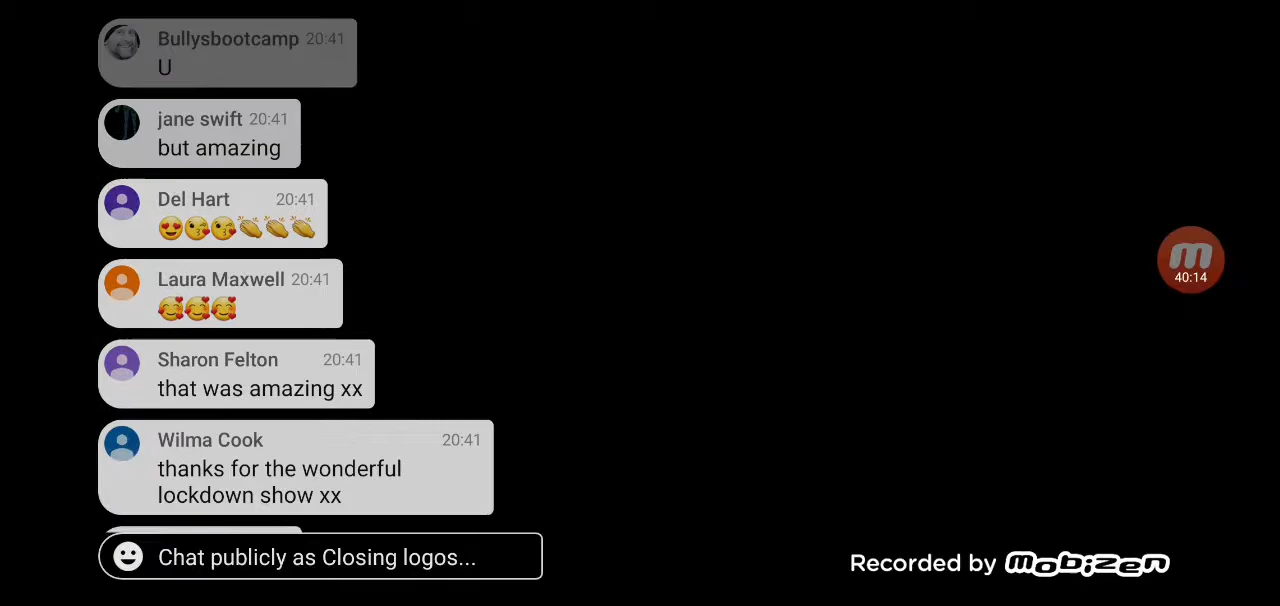 Bullysbootcamp 20:41
U
jane swift 20:41
but amazing
Del Hart 20:41
😍😘😘👏👏👏
Laura Maxwell 20:41
🥰🥰🥰
Sharon Felton 20:41
that was amazing xx
Wilma Cook 20:41
thanks for the wonderful
lockdown show xx
Chat publicly as Closing logos...
m
40:14
Recorded by mobizen